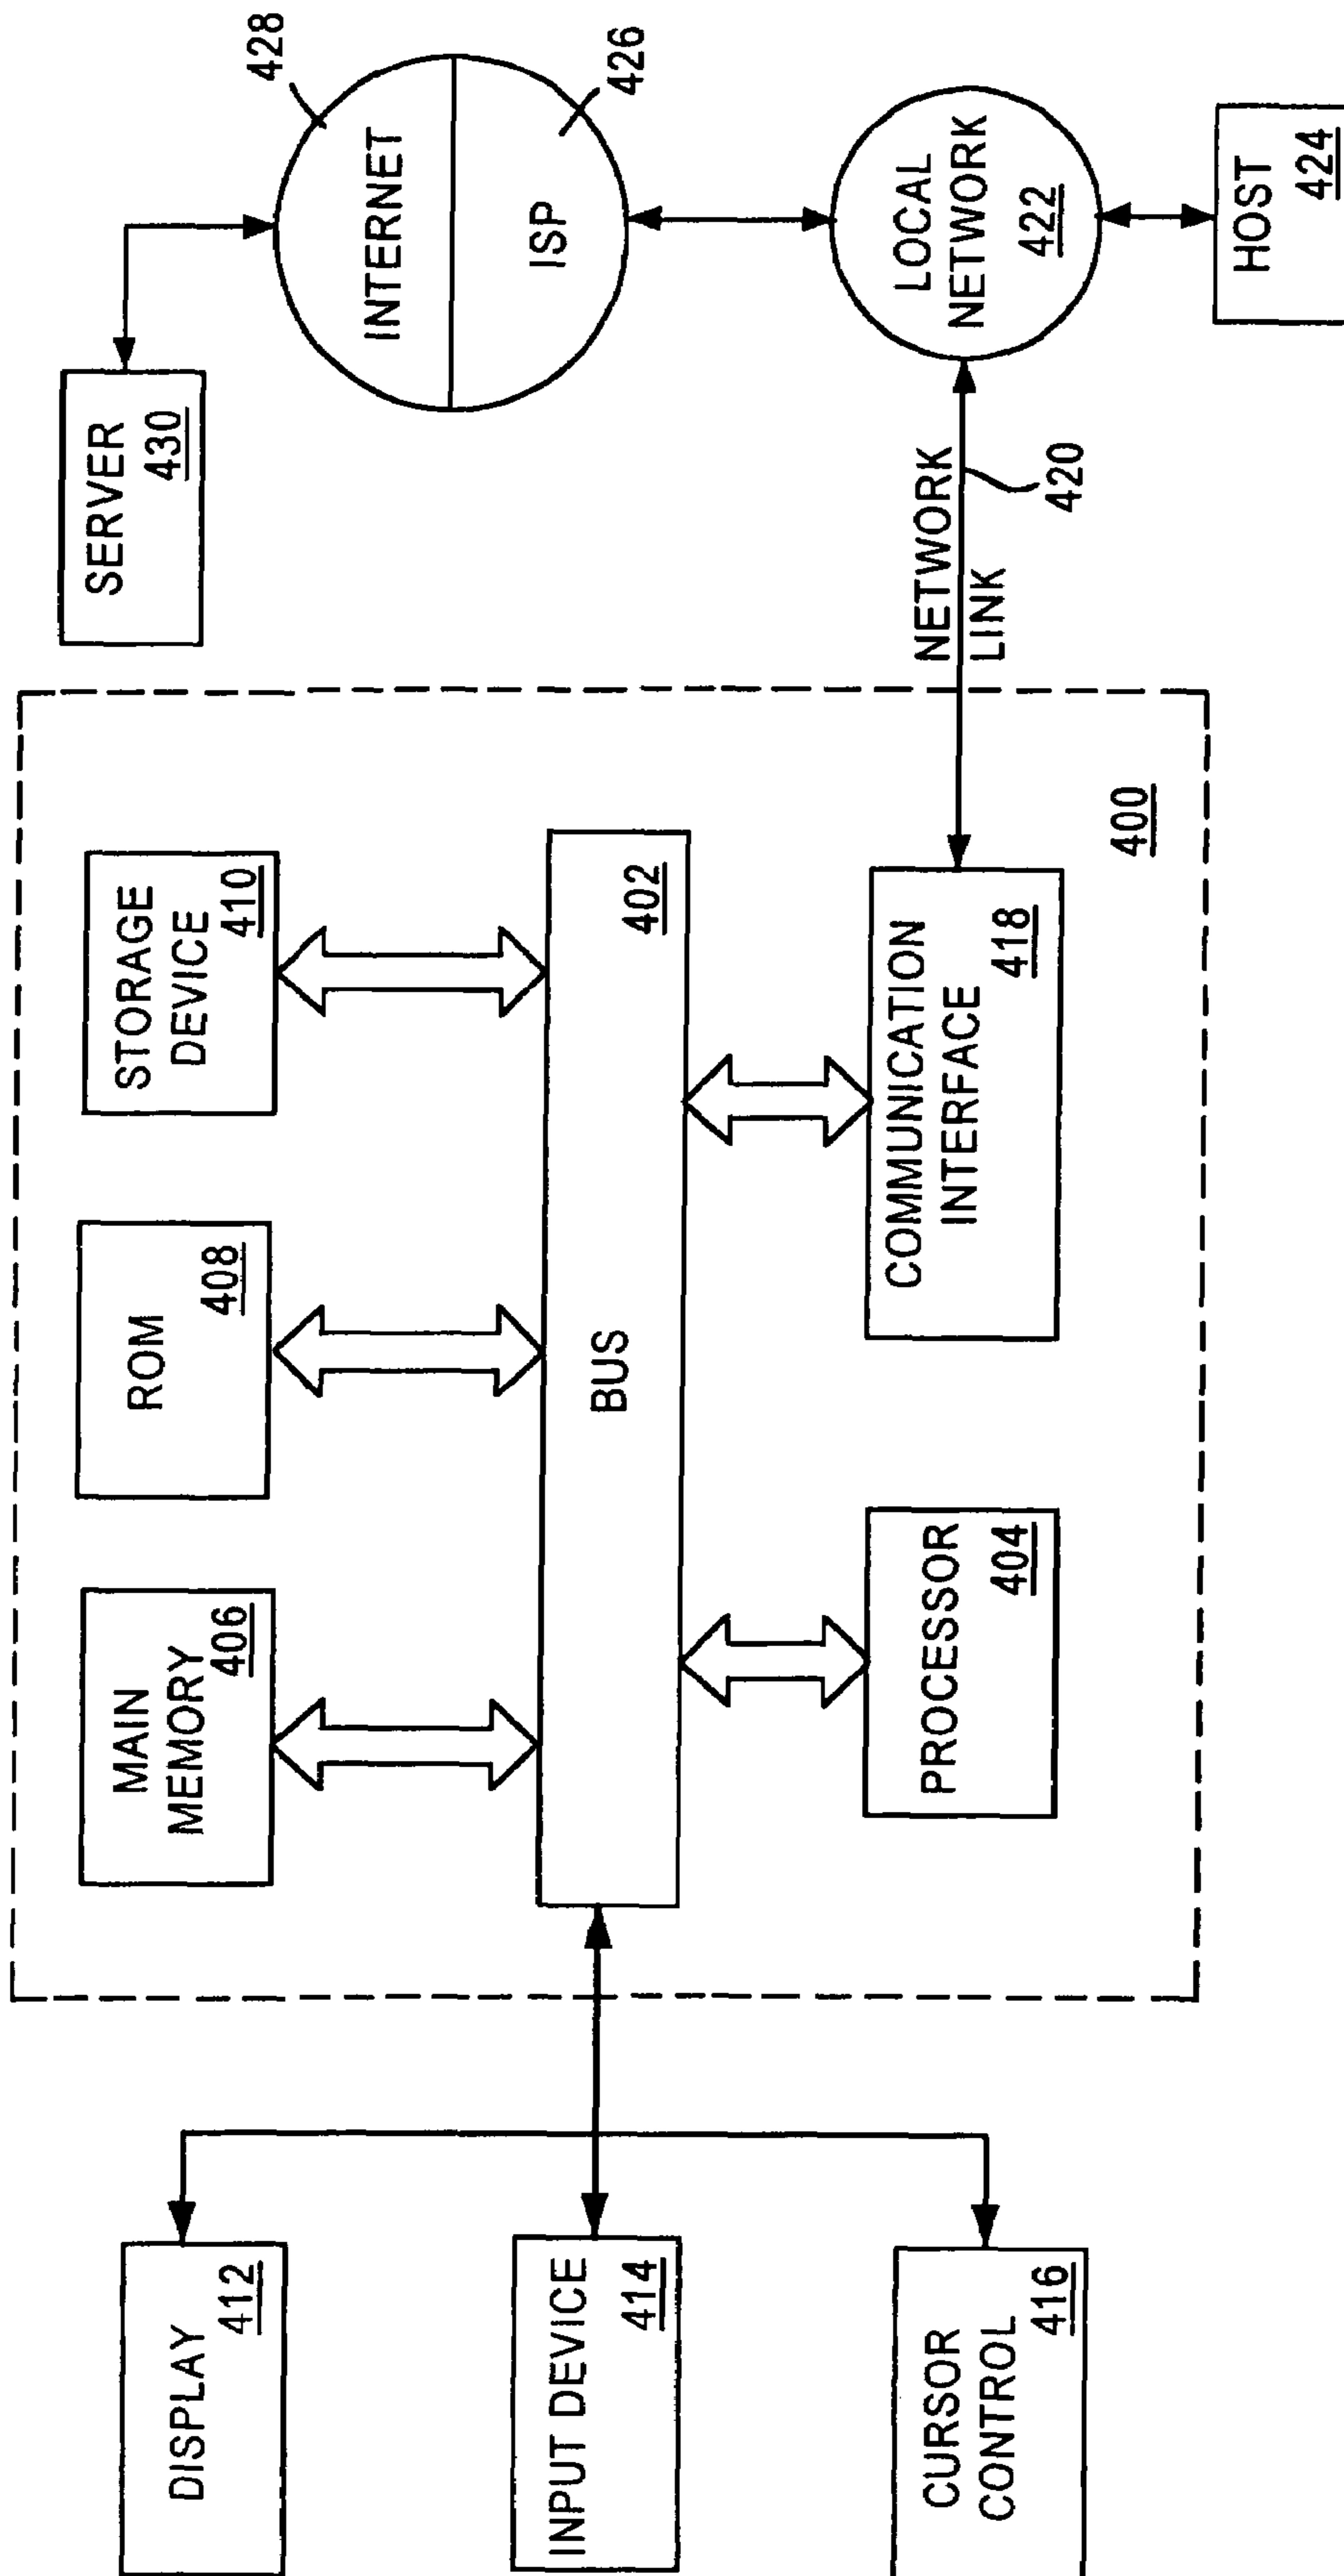 DISPLAY
412
INPUT DEVICE
414
CURSOR
CONTROL
416
MAIN
MEMORY
406
ROM
408
STORAGE
DEVICE
410
BUS
402
PROCESSOR
404
COMMUNICATION
INTERFACE
418
400
SERVER
430
INTERNET
428
ISP
426
NETWORK
LINK
420
LOCAL
NETWORK
422
HOST
424